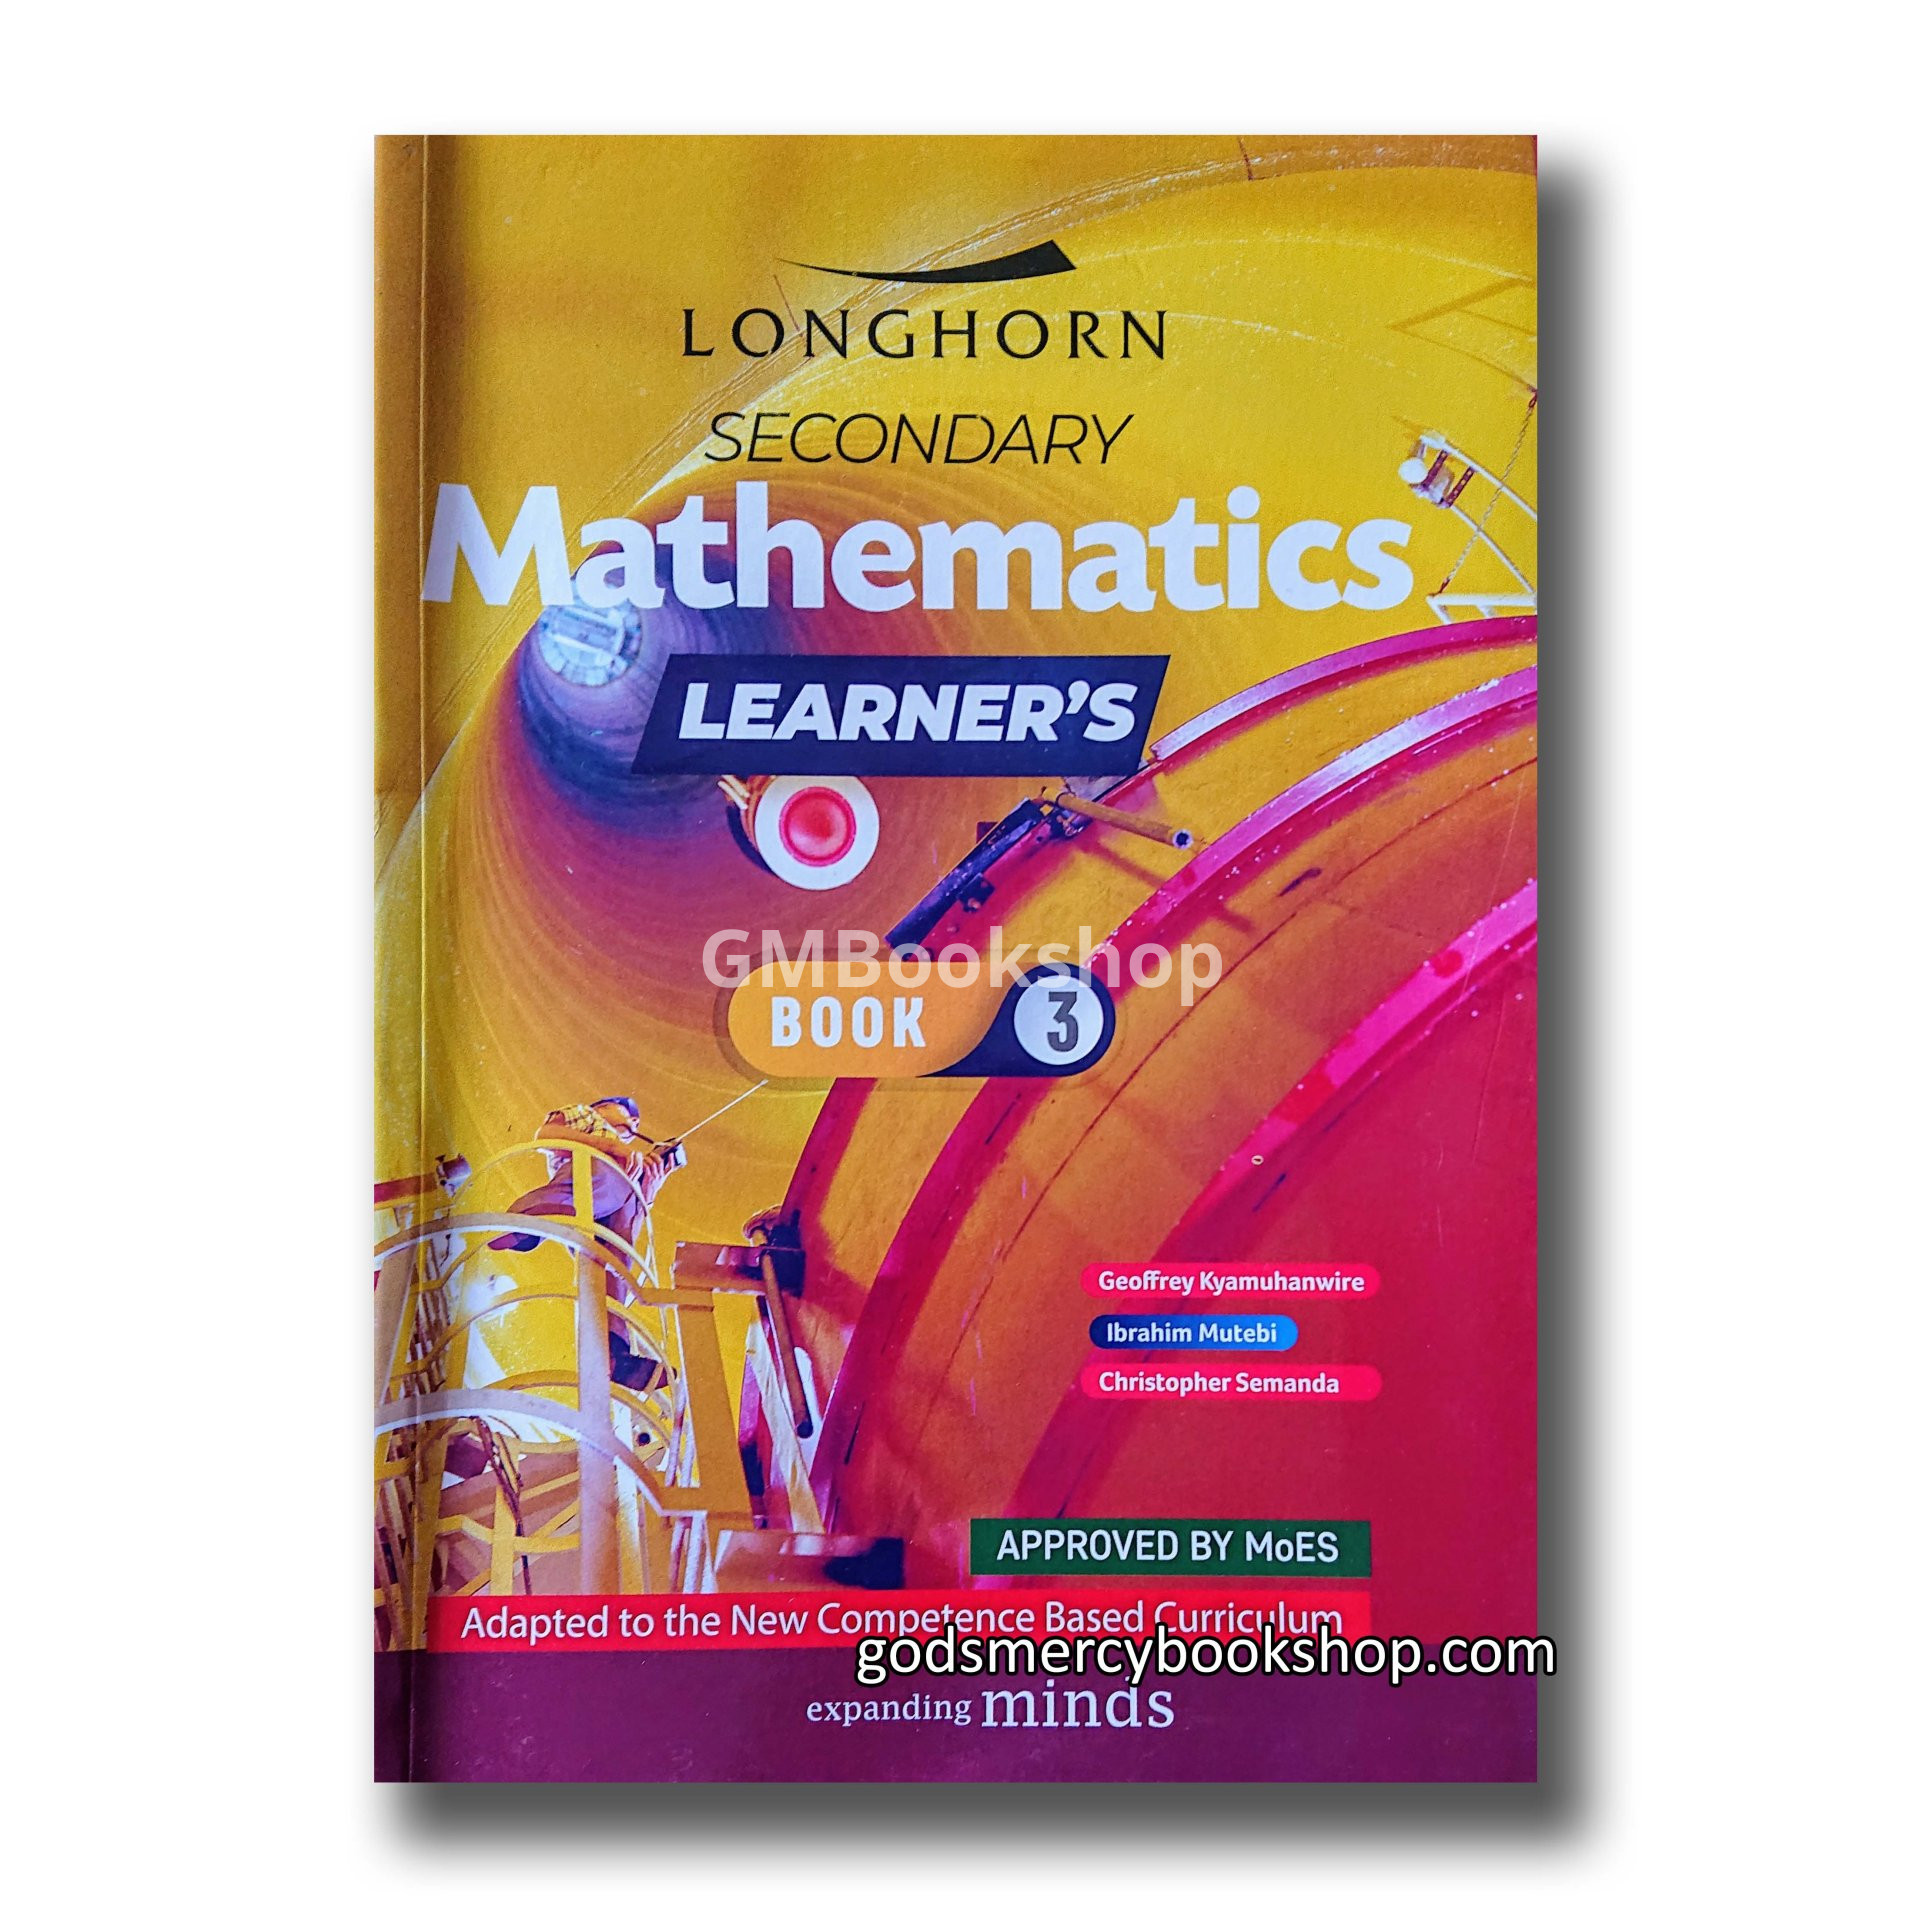 LONGHORN
SECONDARY
Mathematics
LEARNER'S
GMBookshop
BOOK 3
Geoffrey Kyamuhanwire
Ibrahim Mutebi
Christopher Semanda
APPROVED BY MoES
Adapted to the New Competence Based Curriculum
godsmercybookshop.com
expanding minds